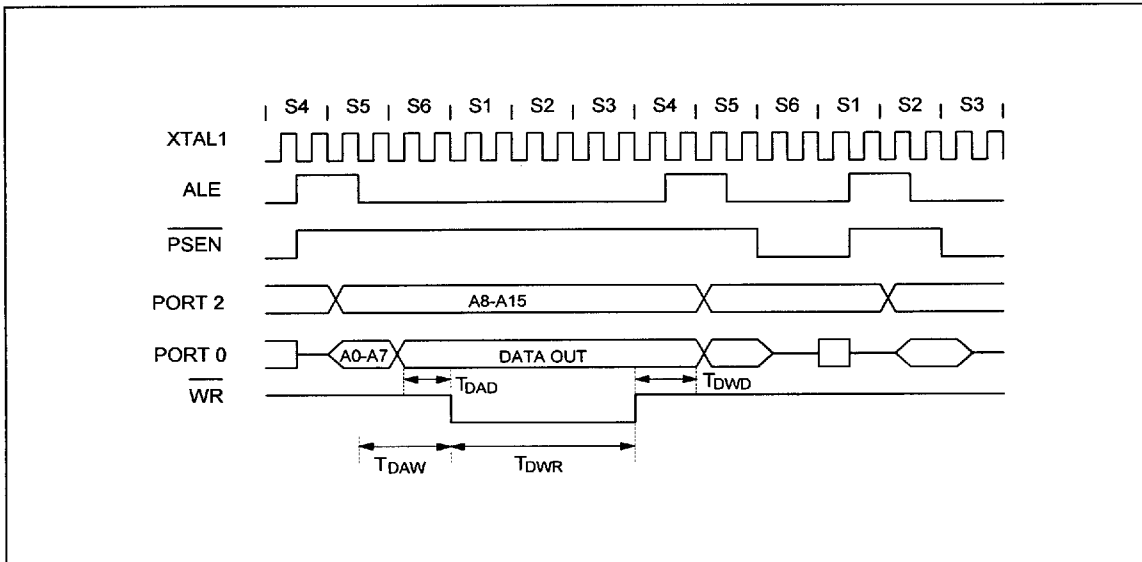 S4 S5 S6 S1 S2 S3 S4 S5 S6 S1 S2 S3
XTAL1
ALE
PSEN
PORT 2 A8-A15
PORT 0 A0-A7 DATA OUT
TDAD TDWD
WR
TDAW TDWR